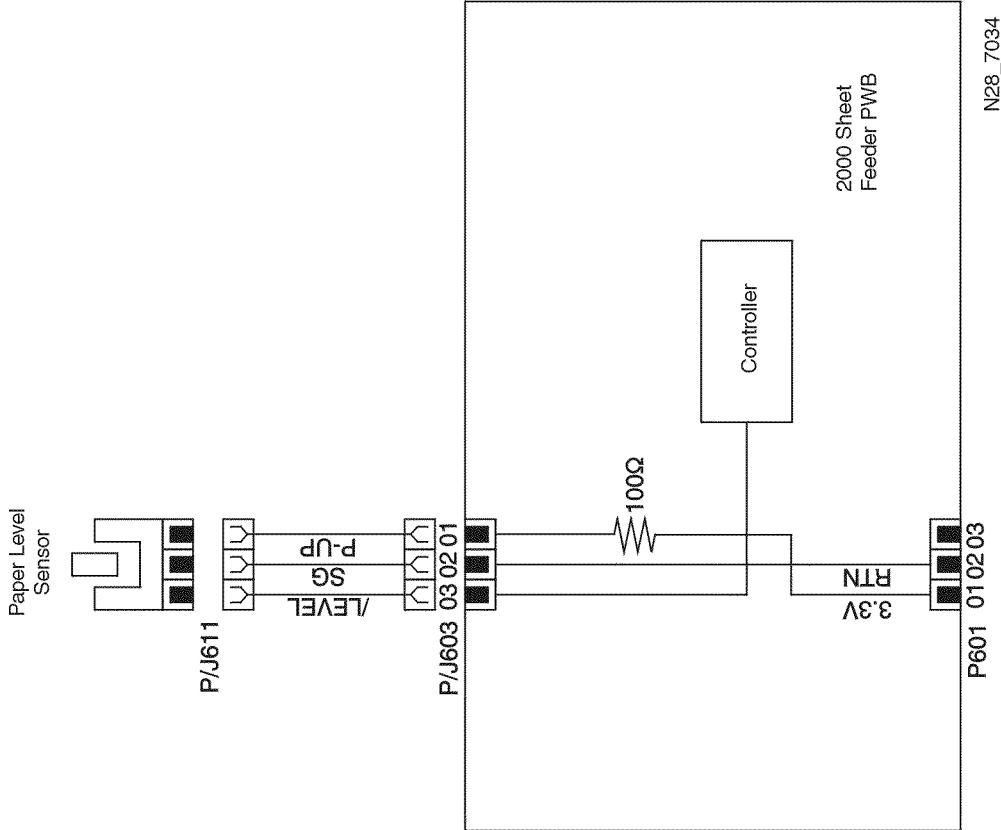 Paper Level
Sensor
P/J611
/LEVEL
SG
P-UP
P/J603
03 02 01
100Ω
Controller
2000 Sheet
Feeder PWB
3.3V
RTN
P601
01 02 03
N28_7034